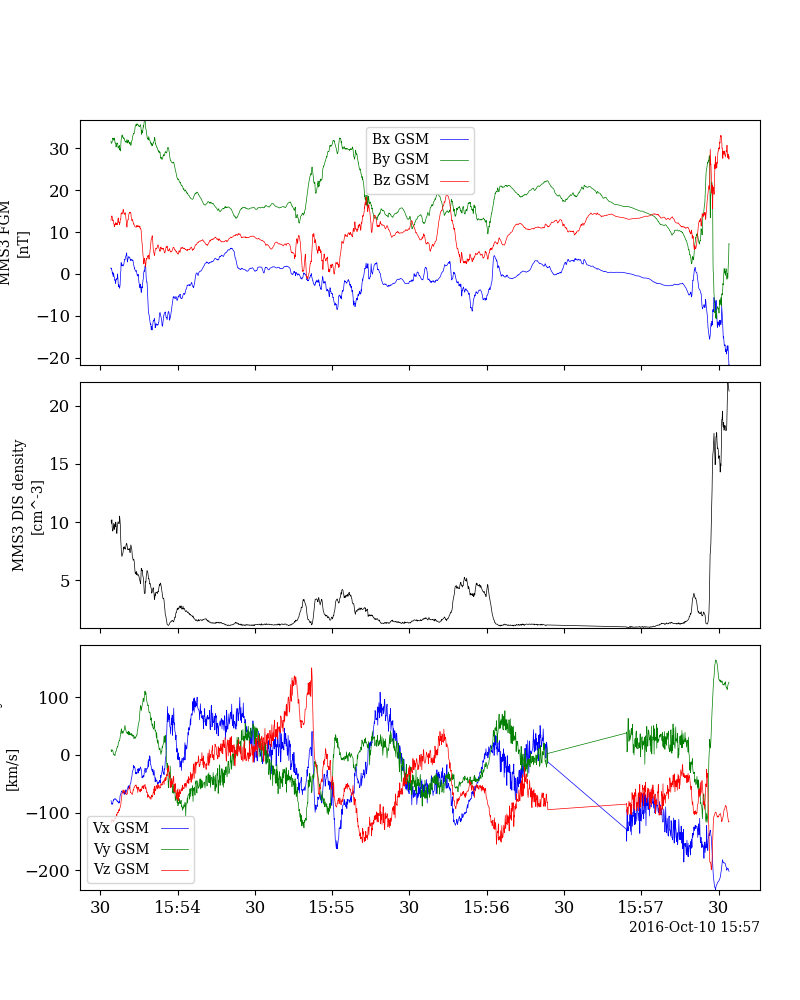 30
20
10
0
−10
−20
MMS3 FGM
[nT]
Bx GSM
By GSM
Bz GSM
20
15
10
5
MMS3 DIS density
[cm^-3]
100
0
−100
−200
[km/s]
Vx GSM
Vy GSM
Vz GSM
30 15:54 30 15:55 30 15:56 30 15:57 30
2016-Oct-10 15:57